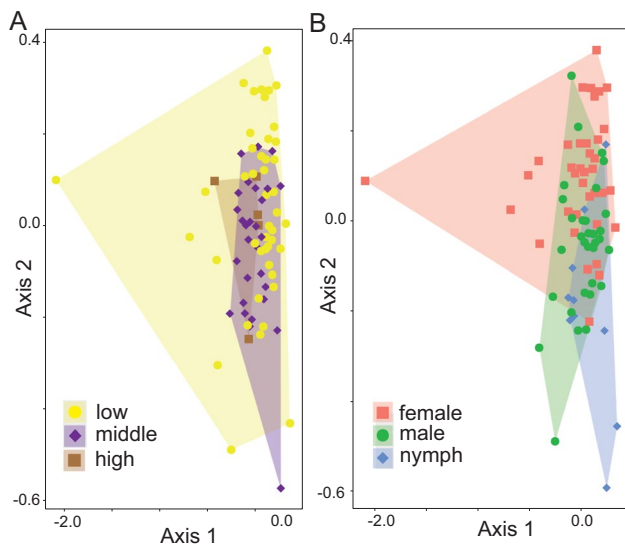 A
0.4
0.0
-0.6
Axis 2
low
middle
high
-2.0
0.0
Axis 1
B
0.4
0.0
-0.6
Axis 2
female
male
nymph
-2.0
0.0
Axis 1